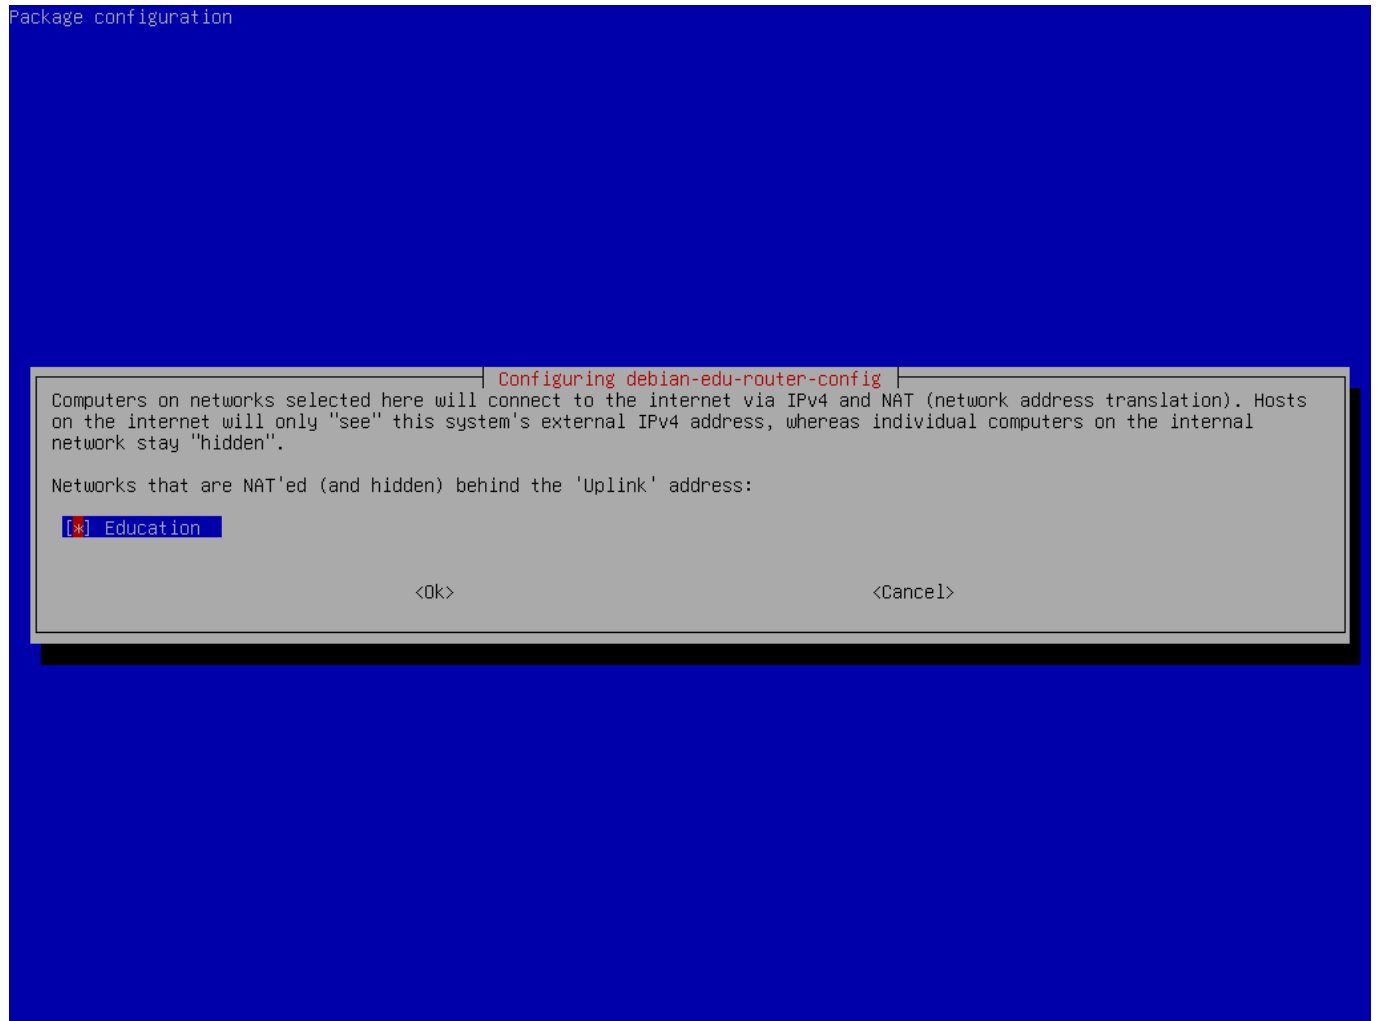 Package configuration
Configuring debian-edu-router-config
Computers on networks selected here will connect to the internet via IPv4 and NAT (network address translation). Hosts
on the internet will only "see" this system's external IPv4 address, whereas individual computers on the internal
network stay "hidden".
Networks that are NAT'ed (and hidden) behind the 'Uplink' address:
[*] Education
<Ok> <Cancel>